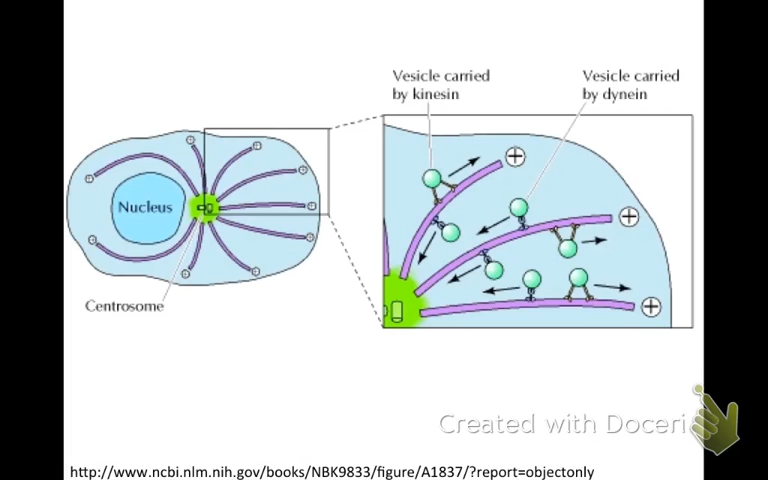 Vesicle carried
by kinesin
Vesicle carried
by dynein
Nucleus
Centrosome
Created with Doceri
http://www.ncbi.nlm.nih.gov/books/NBK9833/figure/A1837/?report=objectonly